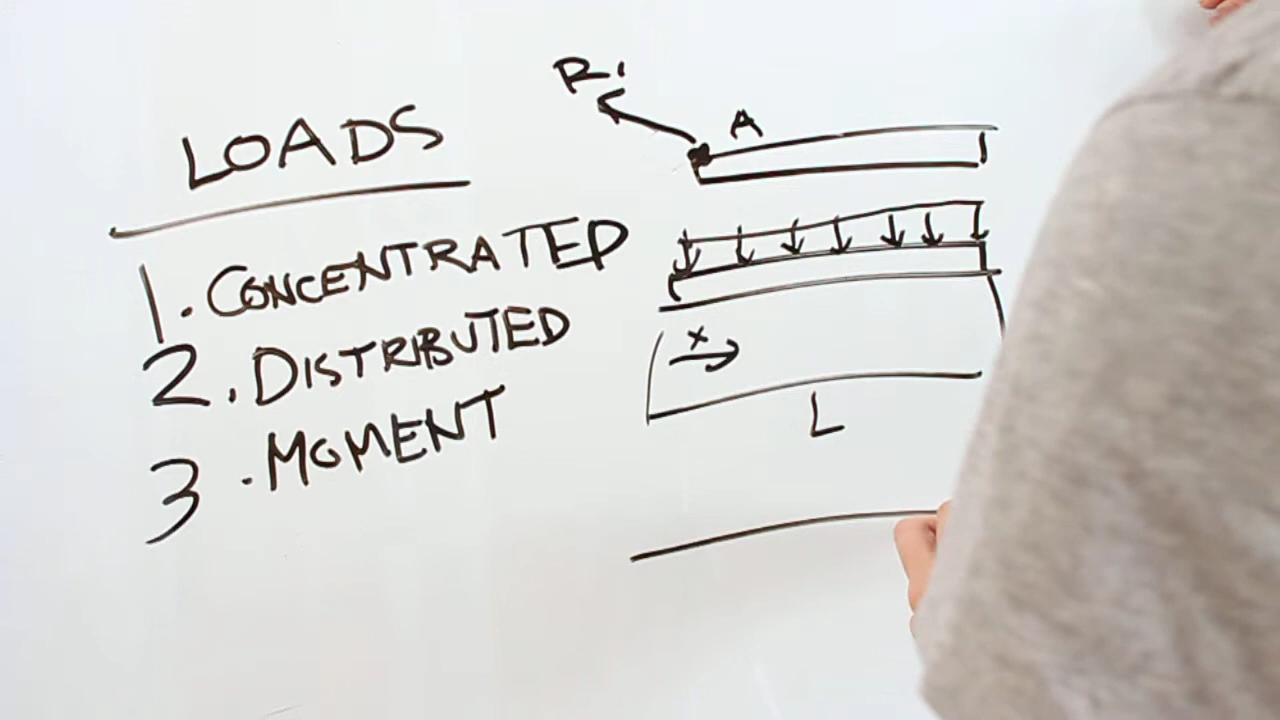 LOADS
1. CONCENTRATED
2. DISTRIBUTED
3. MOMENT
R1
A
x
L